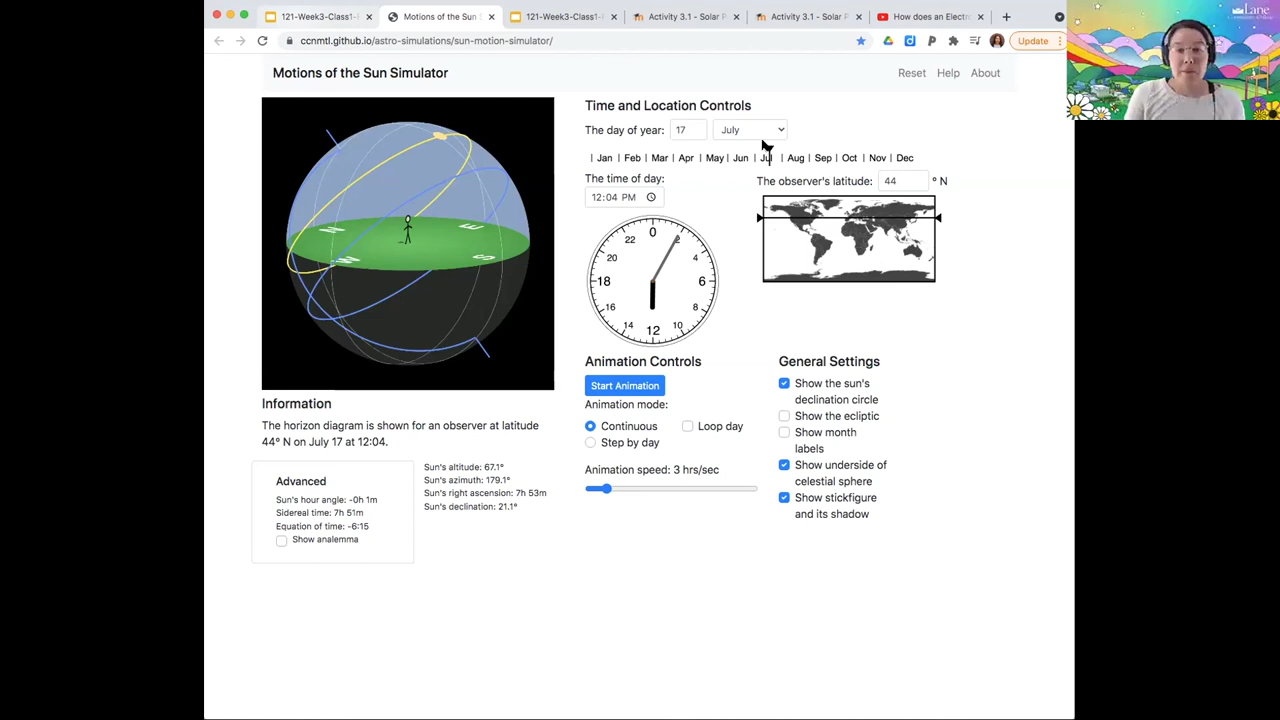 121-Week3-Class1-
Motions of the Sun S
121-Week3-Class1-
Activity 3.1 - Solar P
Activity 3.1 - Solar P
How does an Electr
ccnmtl.github.io/astro-simulations/sun-motion-simulator/
Update
Lane
Motions of the Sun Simulator
Reset Help About
Time and Location Controls
The day of year: 17 July
Jan Feb Mar Apr May Jun Jul Aug Sep Oct Nov Dec
The time of day:
12:04 PM
The observer's latitude: 44 º N
0
2
4
6
8
10
12
14
16
18
20
22
N
E
S
W
Information
The horizon diagram is shown for an observer at latitude
44º N on July 17 at 12:04.
Advanced
Sun's hour angle: -0h 1m
Sidereal time: 7h 51m
Equation of time: -6:15
Show analemma
Sun's altitude: 67.1°
Sun's azimuth: 179.1°
Sun's right ascension: 7h 53m
Sun's declination: 21.1°
Animation Controls
Start Animation
Animation mode:
Continuous
Loop day
Step by day
Animation speed: 3 hrs/sec
General Settings
Show the sun's
declination circle
Show the ecliptic
Show month
labels
Show underside of
celestial sphere
Show stickfigure
and its shadow